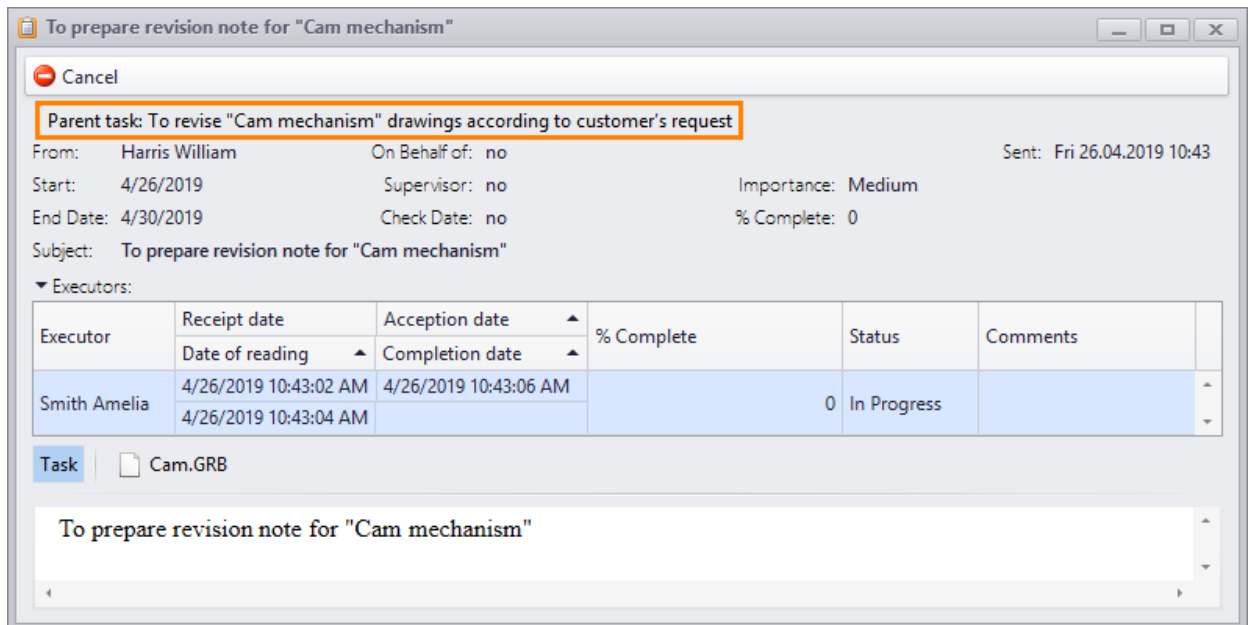 To prepare revision note for "Cam mechanism"
Cancel
Parent task: To revise "Cam mechanism" drawings according to customer's request
From: Harris William On Behalf of: no Sent: Fri 26.04.2019 10:43
Start: 4/26/2019 Supervisor: no Importance: Medium
End Date: 4/30/2019 Check Date: no % Complete: 0
Subject: To prepare revision note for "Cam mechanism"
Executors:
Executor Receipt date Acception date % Complete Status Comments
Date of reading Completion date
Smith Amelia 4/26/2019 10:43:02 AM 4/26/2019 10:43:06 AM 0 In Progress
4/26/2019 10:43:04 AM
Task Cam.GRB
To prepare revision note for "Cam mechanism"